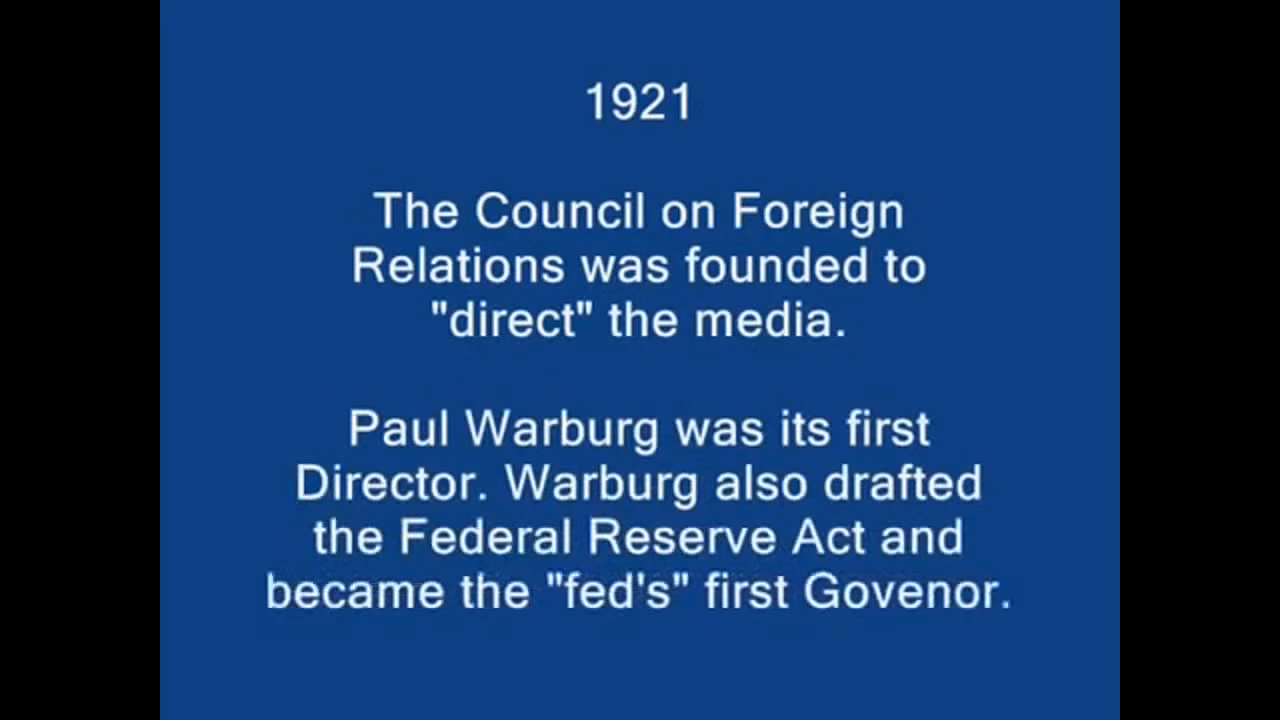 1921
The Council on Foreign
Relations was founded to
"direct" the media.
Paul Warburg was its first
Director. Warburg also drafted
the Federal Reserve Act and
became the "fed's" first Govenor.